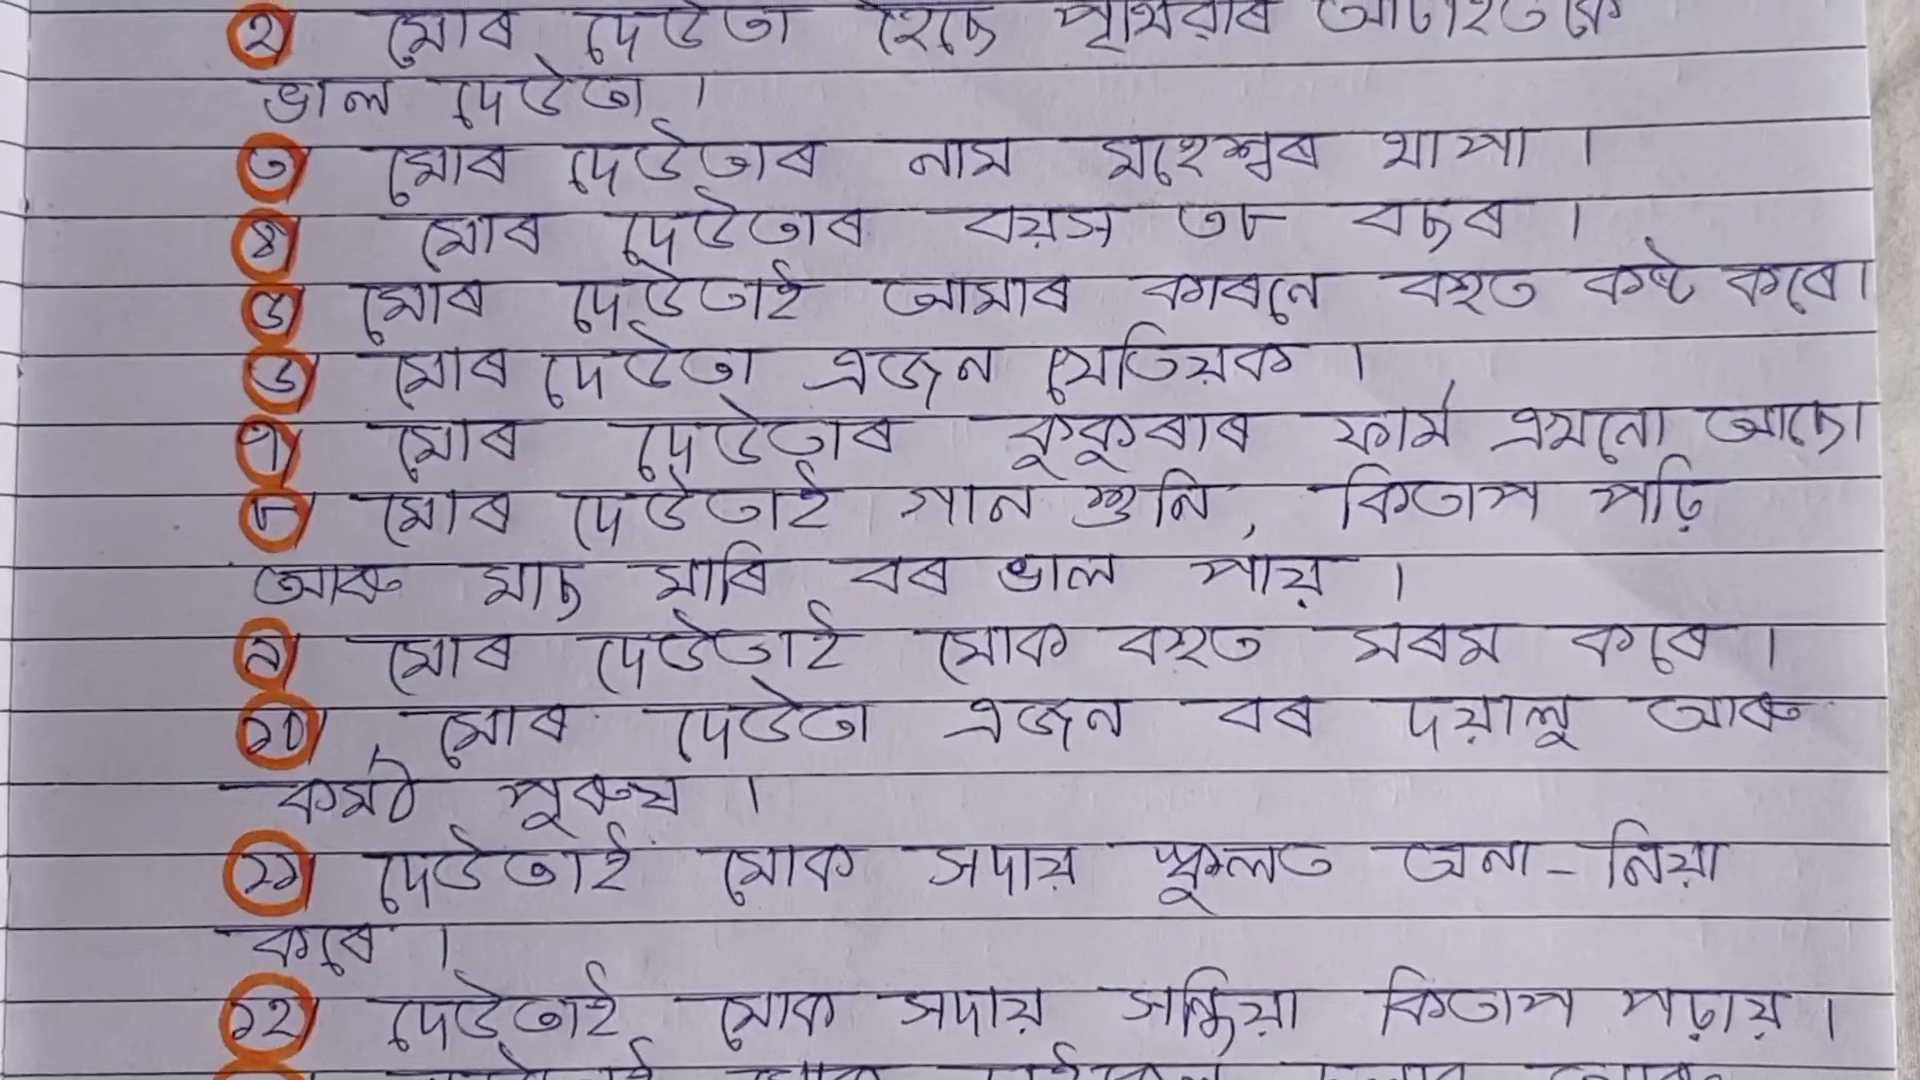 ২। মোৰ দেউতা হৈছে পৃথিৱীৰ আটাইতকৈ
ভাল দেউতা ।
৩। মোৰ দেউতাৰ নাম মহেশ্বৰ থাপা ।
৪। মোৰ দেউতাৰ বয়স ৩৮ বছৰ ।
৫। মোৰ দেউতাই আমাৰ কাৰনে বহুত কষ্ট কৰে।
৬। মোৰ দেউতা এজন খেতিয়ক ।
৭। মোৰ দেউতাৰ কুকুৰাৰ ফাৰ্ম এখনো আছে।
৮। মোৰ দেউতাই গান শুনি, কিতাপ পঢ়ি
আৰু মাছ মাৰি বৰ ভাল পায় ।
৯। মোৰ দেউতাই মোক বহুত মৰম কৰে ।
১০। মোৰ দেউতা এজন বৰ দয়ালু আৰু
কৰ্মঠ পুৰুষ ।
১১। দেউতাই মোক সদায় স্কুলত অনা-নিয়া
কৰে ।
১২। দেউতাই মোক সদায় সন্ধিয়া কিতাপ পঢ়ায় ।